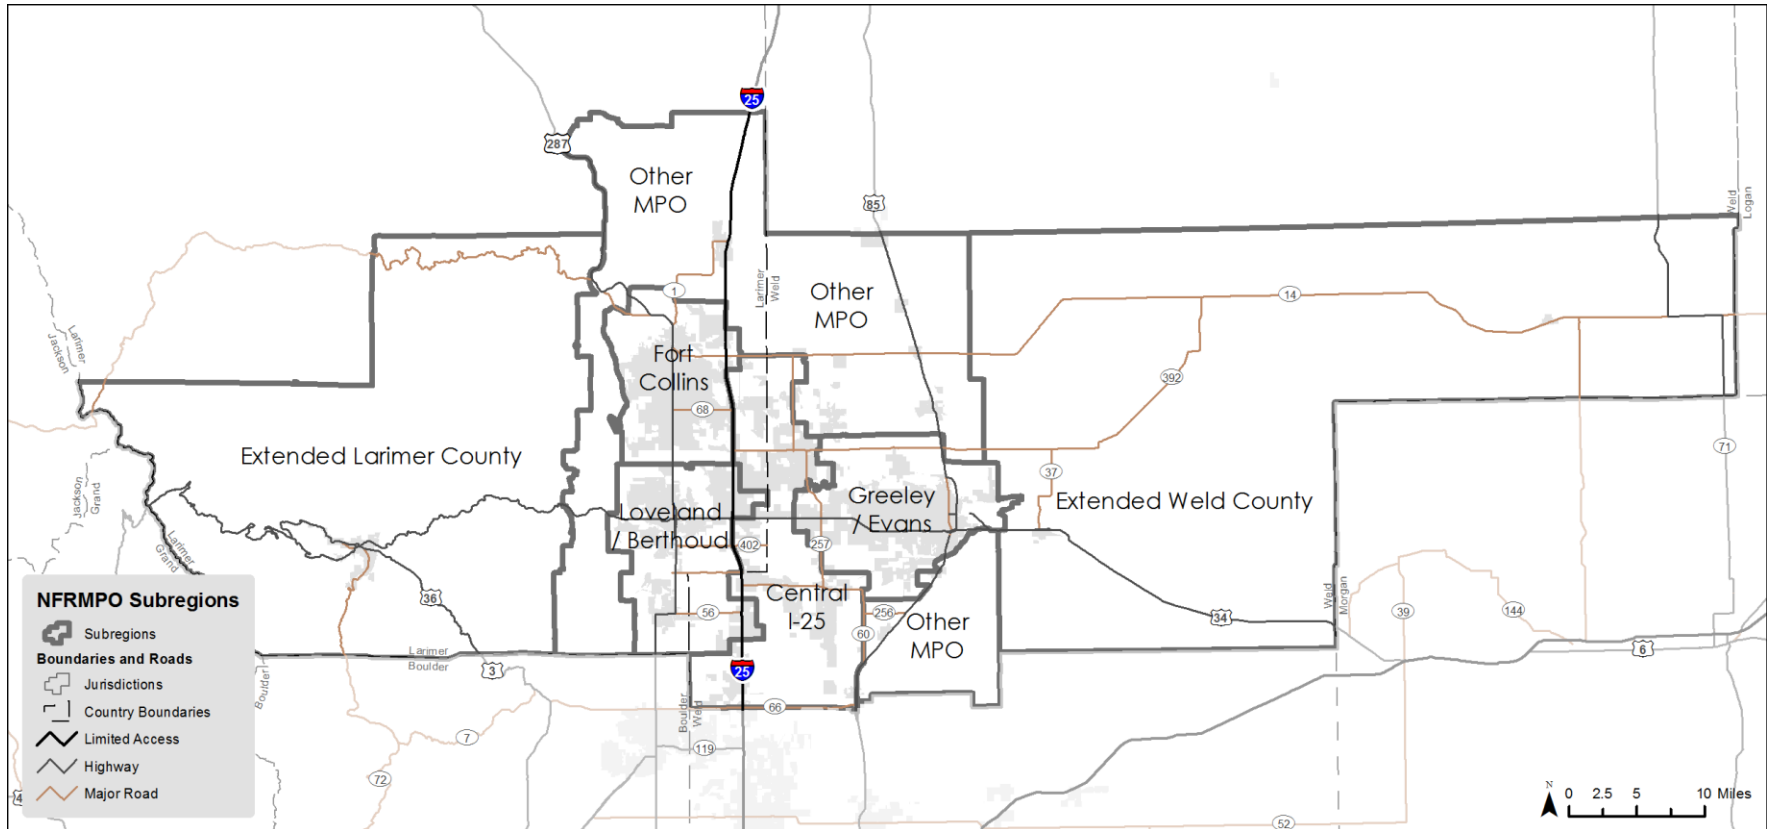 25
287
Other
MPO
85
Weld
Logan
Larimer
Weld
Other
MPO
1
14
Larimer
Jackson
Fort
Collins
392
68
71
Extended Larimer County
37
Jackson
Grand
Greeley
/ Evans
Extended Weld County
Loveland
/ Berthoud
402
257
Larimer
Grand
36
56
Central
I-25
256
60
Other
MPO
34
Weld
Morgan
39
144
6
Larimer
Boulder
3
25
Boulder
Boulder
Weld
66
7
119
72
4
52
NFRMPO Subregions
Subregions
Boundaries and Roads
Jurisdictions
Country Boundaries
Limited Access
Highway
Major Road
N
0 2.5 5 10 Miles